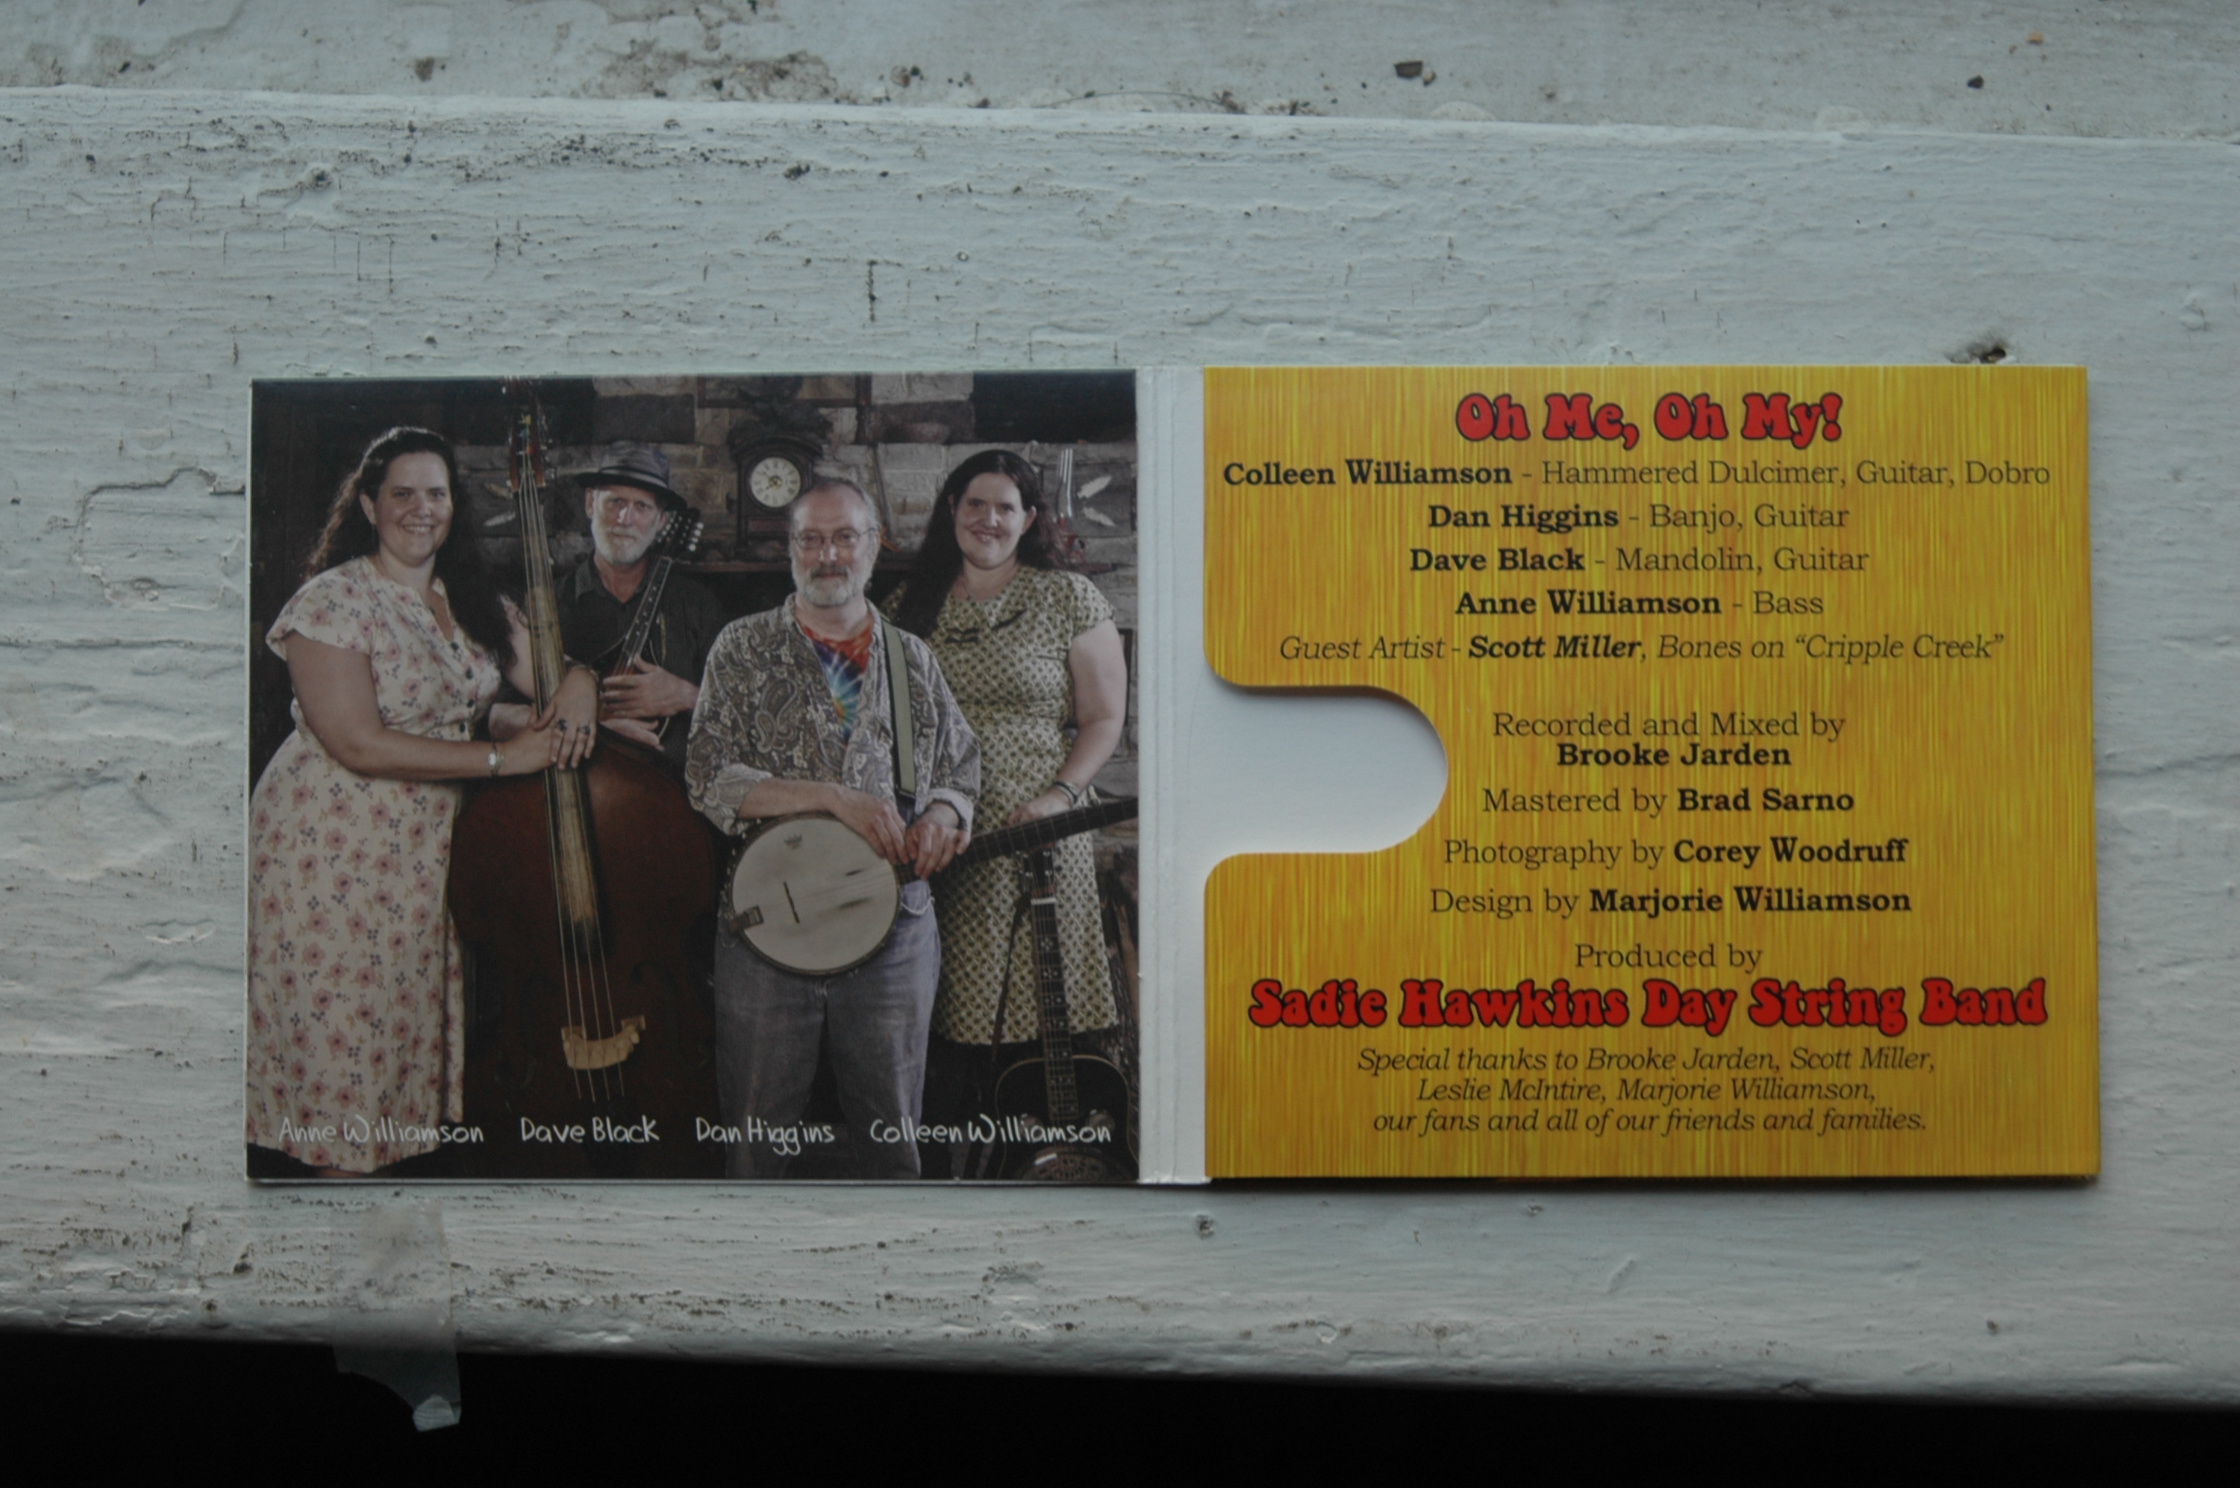 Anne Williamson Dave Black Dan Higgins Colleen Williamson
Oh Me, Oh My!
Colleen Williamson - Hammered Dulcimer, Guitar, Dobro
Dan Higgins - Banjo, Guitar
Dave Black - Mandolin, Guitar
Anne Williamson - Bass
Guest Artist - Scott Miller, Bones on “Cripple Creek”
Recorded and Mixed by
Brooke Jarden
Mastered by Brad Sarno
Photography by Corey Woodruff
Design by Marjorie Williamson
Produced by
Sadie Hawkins Day String Band
Special thanks to Brooke Jarden, Scott Miller,
Leslie McIntire, Marjorie Williamson,
our fans and all of our friends and families.